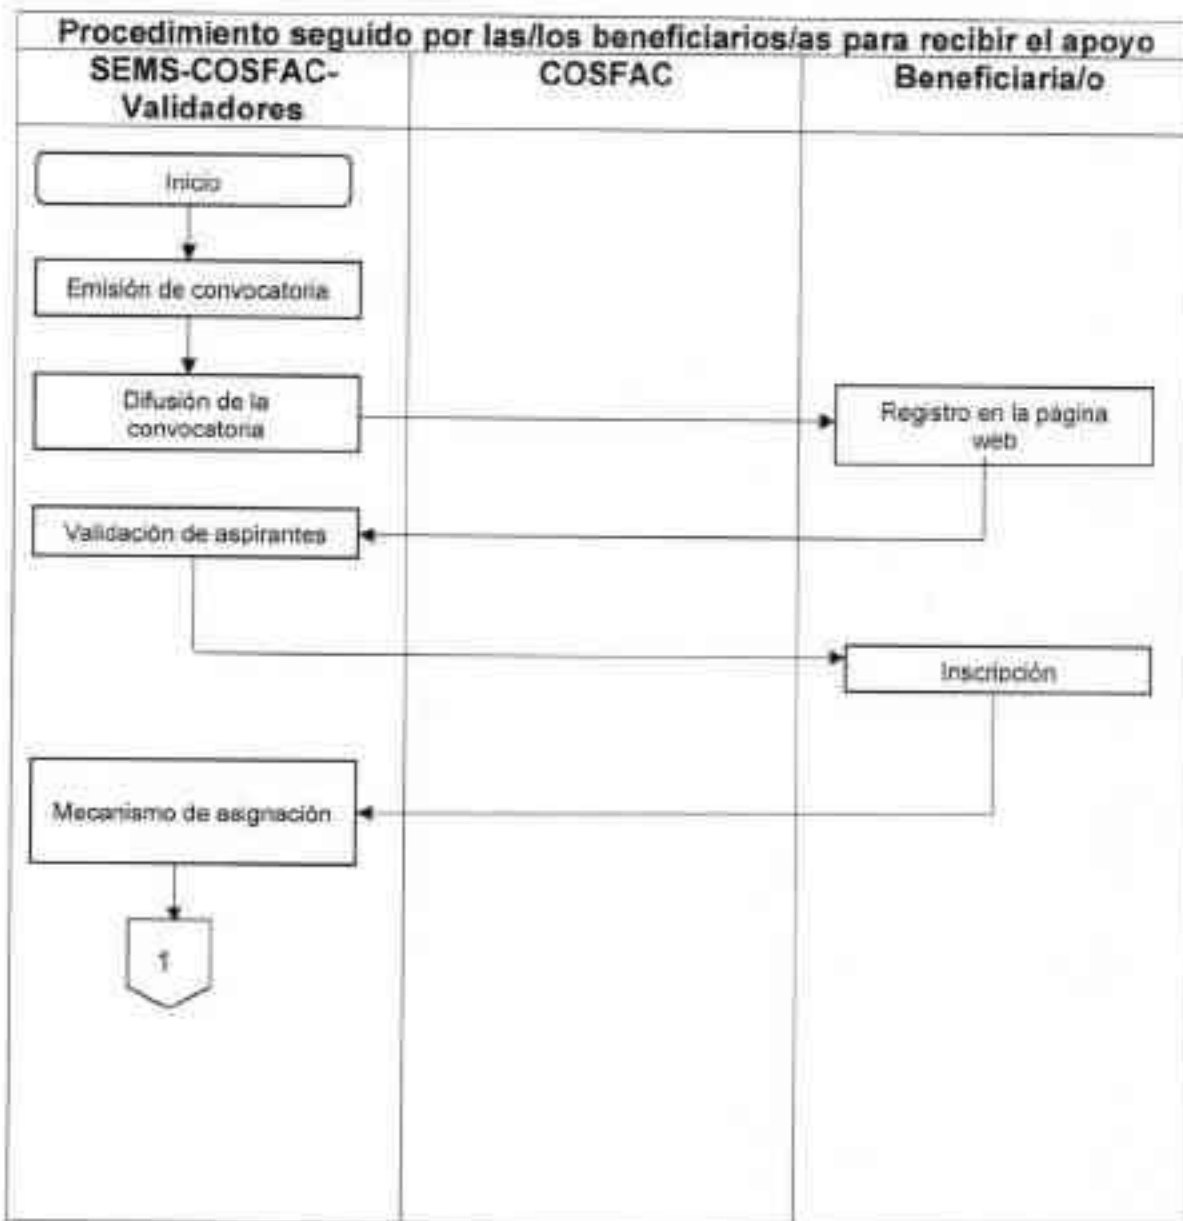 Procedimiento seguido por las/los beneficiarios/as para recibir el apoyo
SEMS-COSFAC-
Validadores
COSFAC
Beneficiaria/o
Inicio
Emisión de convocatoria
Difusión de la
convocatoria
Registro en la página
web
Validación de aspirantes
Inscripción
Mecanismo de asignación
1